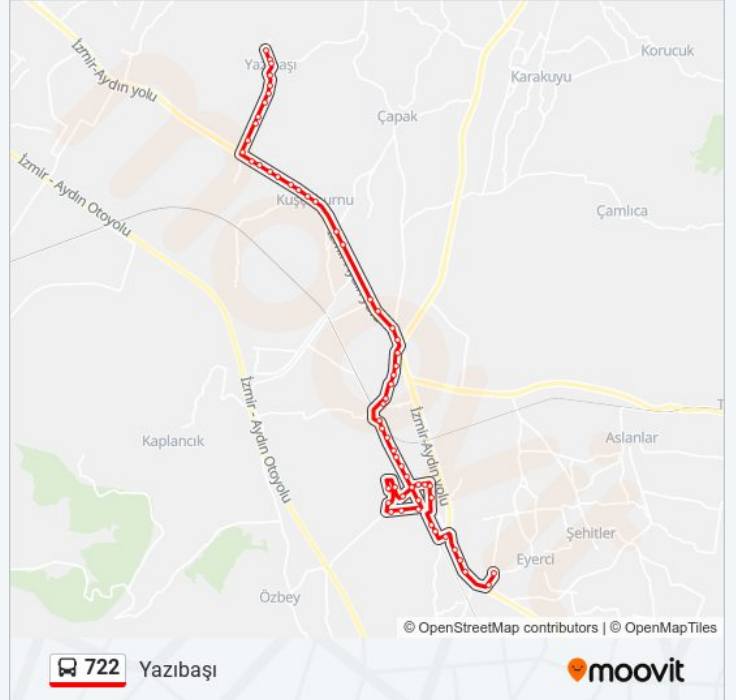 İzmir-Aydın yolu
Yazıbaşı
Korucuk
Karakuyu
Çapak
İzmir - Aydın Otoyolu
Çamlıca
İzmir - Aydın Otoyolu
İzmir-Aydın yolu
Kaplancık
Aslanlar
Şehitler
Eyerci
Özbey
© OpenStreetMap contributors | © OpenMapTiles
722 Yazıbaşı
moovit